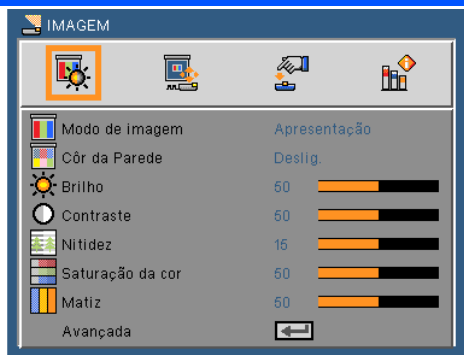 IMAGEM
Modo de imagem Apresentação
Côr da Parede Deslig.
Brilho 50
Contraste 50
Nitidez 15
Saturação da cor 50
Matiz 50
Avançada